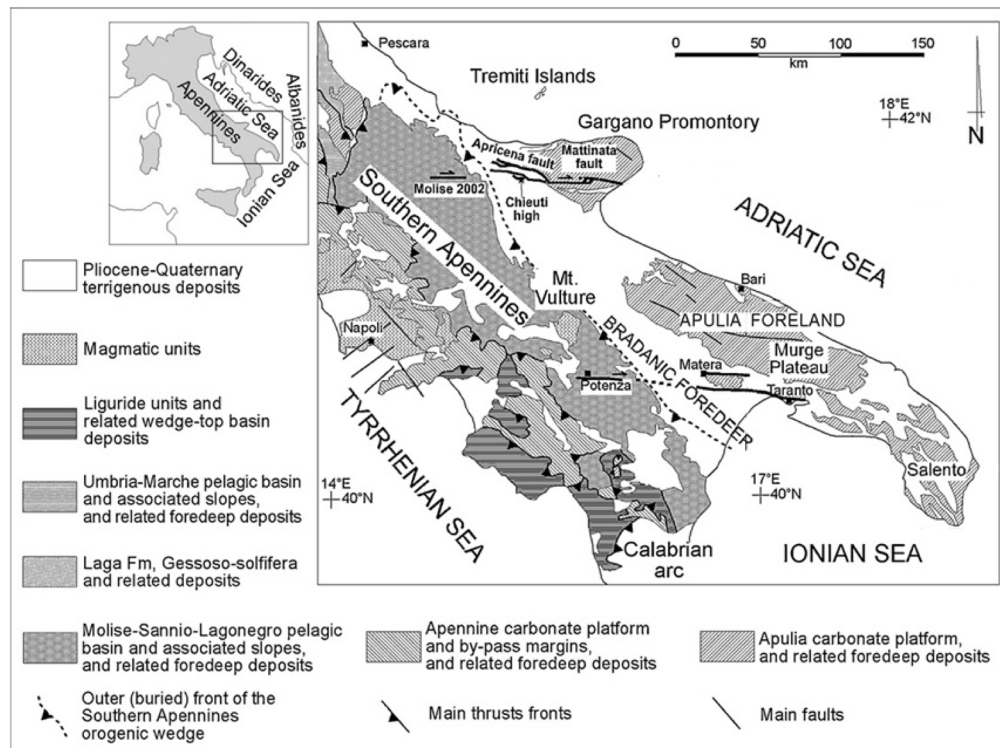 Apennines
Dinarides
Adriatic Sea
Albanides
Ionian Sea
Pescara
0 50 100 150
km
Tremiti Islands
18°E
42°N
N
Gargano Promontory
Apricena fault
Mattinata
fault
Molise 2002
Chieuti
high
Southern Apennines
ADRIATIC SEA
Mt.
Vulture
Bari
Napoli
BRADANIC FOREDEEP
APULIA FORELAND
Murge
Plateau
Matera
Potenza
Taranto
TYRRHENIAN SEA
Salento
14°E
40°N
17°E
40°N
Calabrian
arc
IONIAN SEA
Pliocene-Quaternary
terrigenous deposits
Magmatic units
Liguride units and
related wedge-top basin
deposits
Umbria-Marche pelagic basin
and associated slopes,
and related foredeep deposits
Laga Fm, Gessoso-solfifera
and related deposits
Molise-Sannio-Lagonegro pelagic
basin and associated slopes,
and related foredeep deposits
Apennine carbonate platform
and by-pass margins,
and related foredeep deposits
Apulia carbonate platform,
and related foredeep deposits
Outer (buried) front of the
Southern Apennines
orogenic wedge
Main thrusts fronts
Main faults